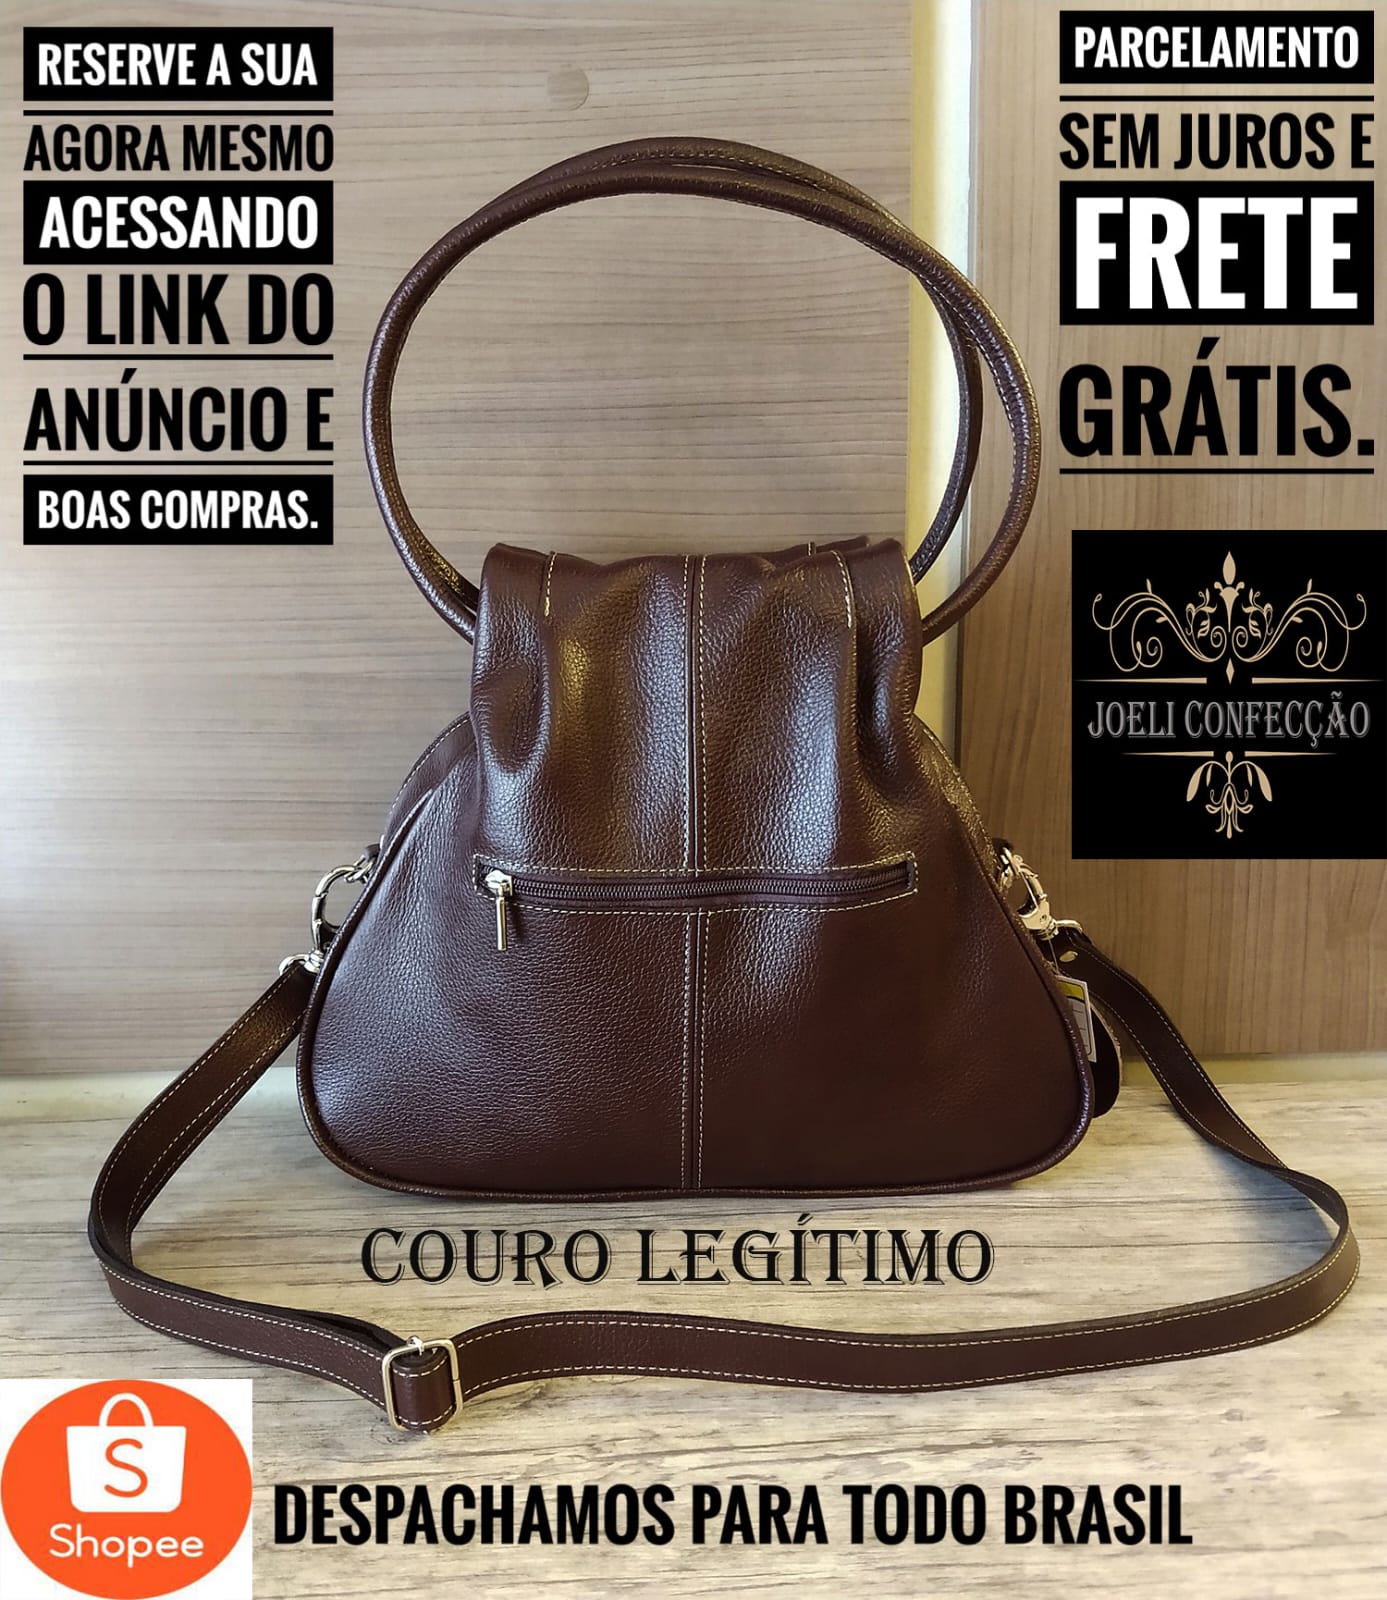 RESERVE A SUA
AGORA MESMO
ACESSANDO
O LINK DO
ANÚNCIO E
BOAS COMPRAS.
PARCELAMENTO
SEM JUROS E
FRETE
GRÁTIS.
JOELI CONFECÇÃO
COURO LEGÍTIMO
S
Shopee
DESPACHAMOS PARA TODO BRASIL